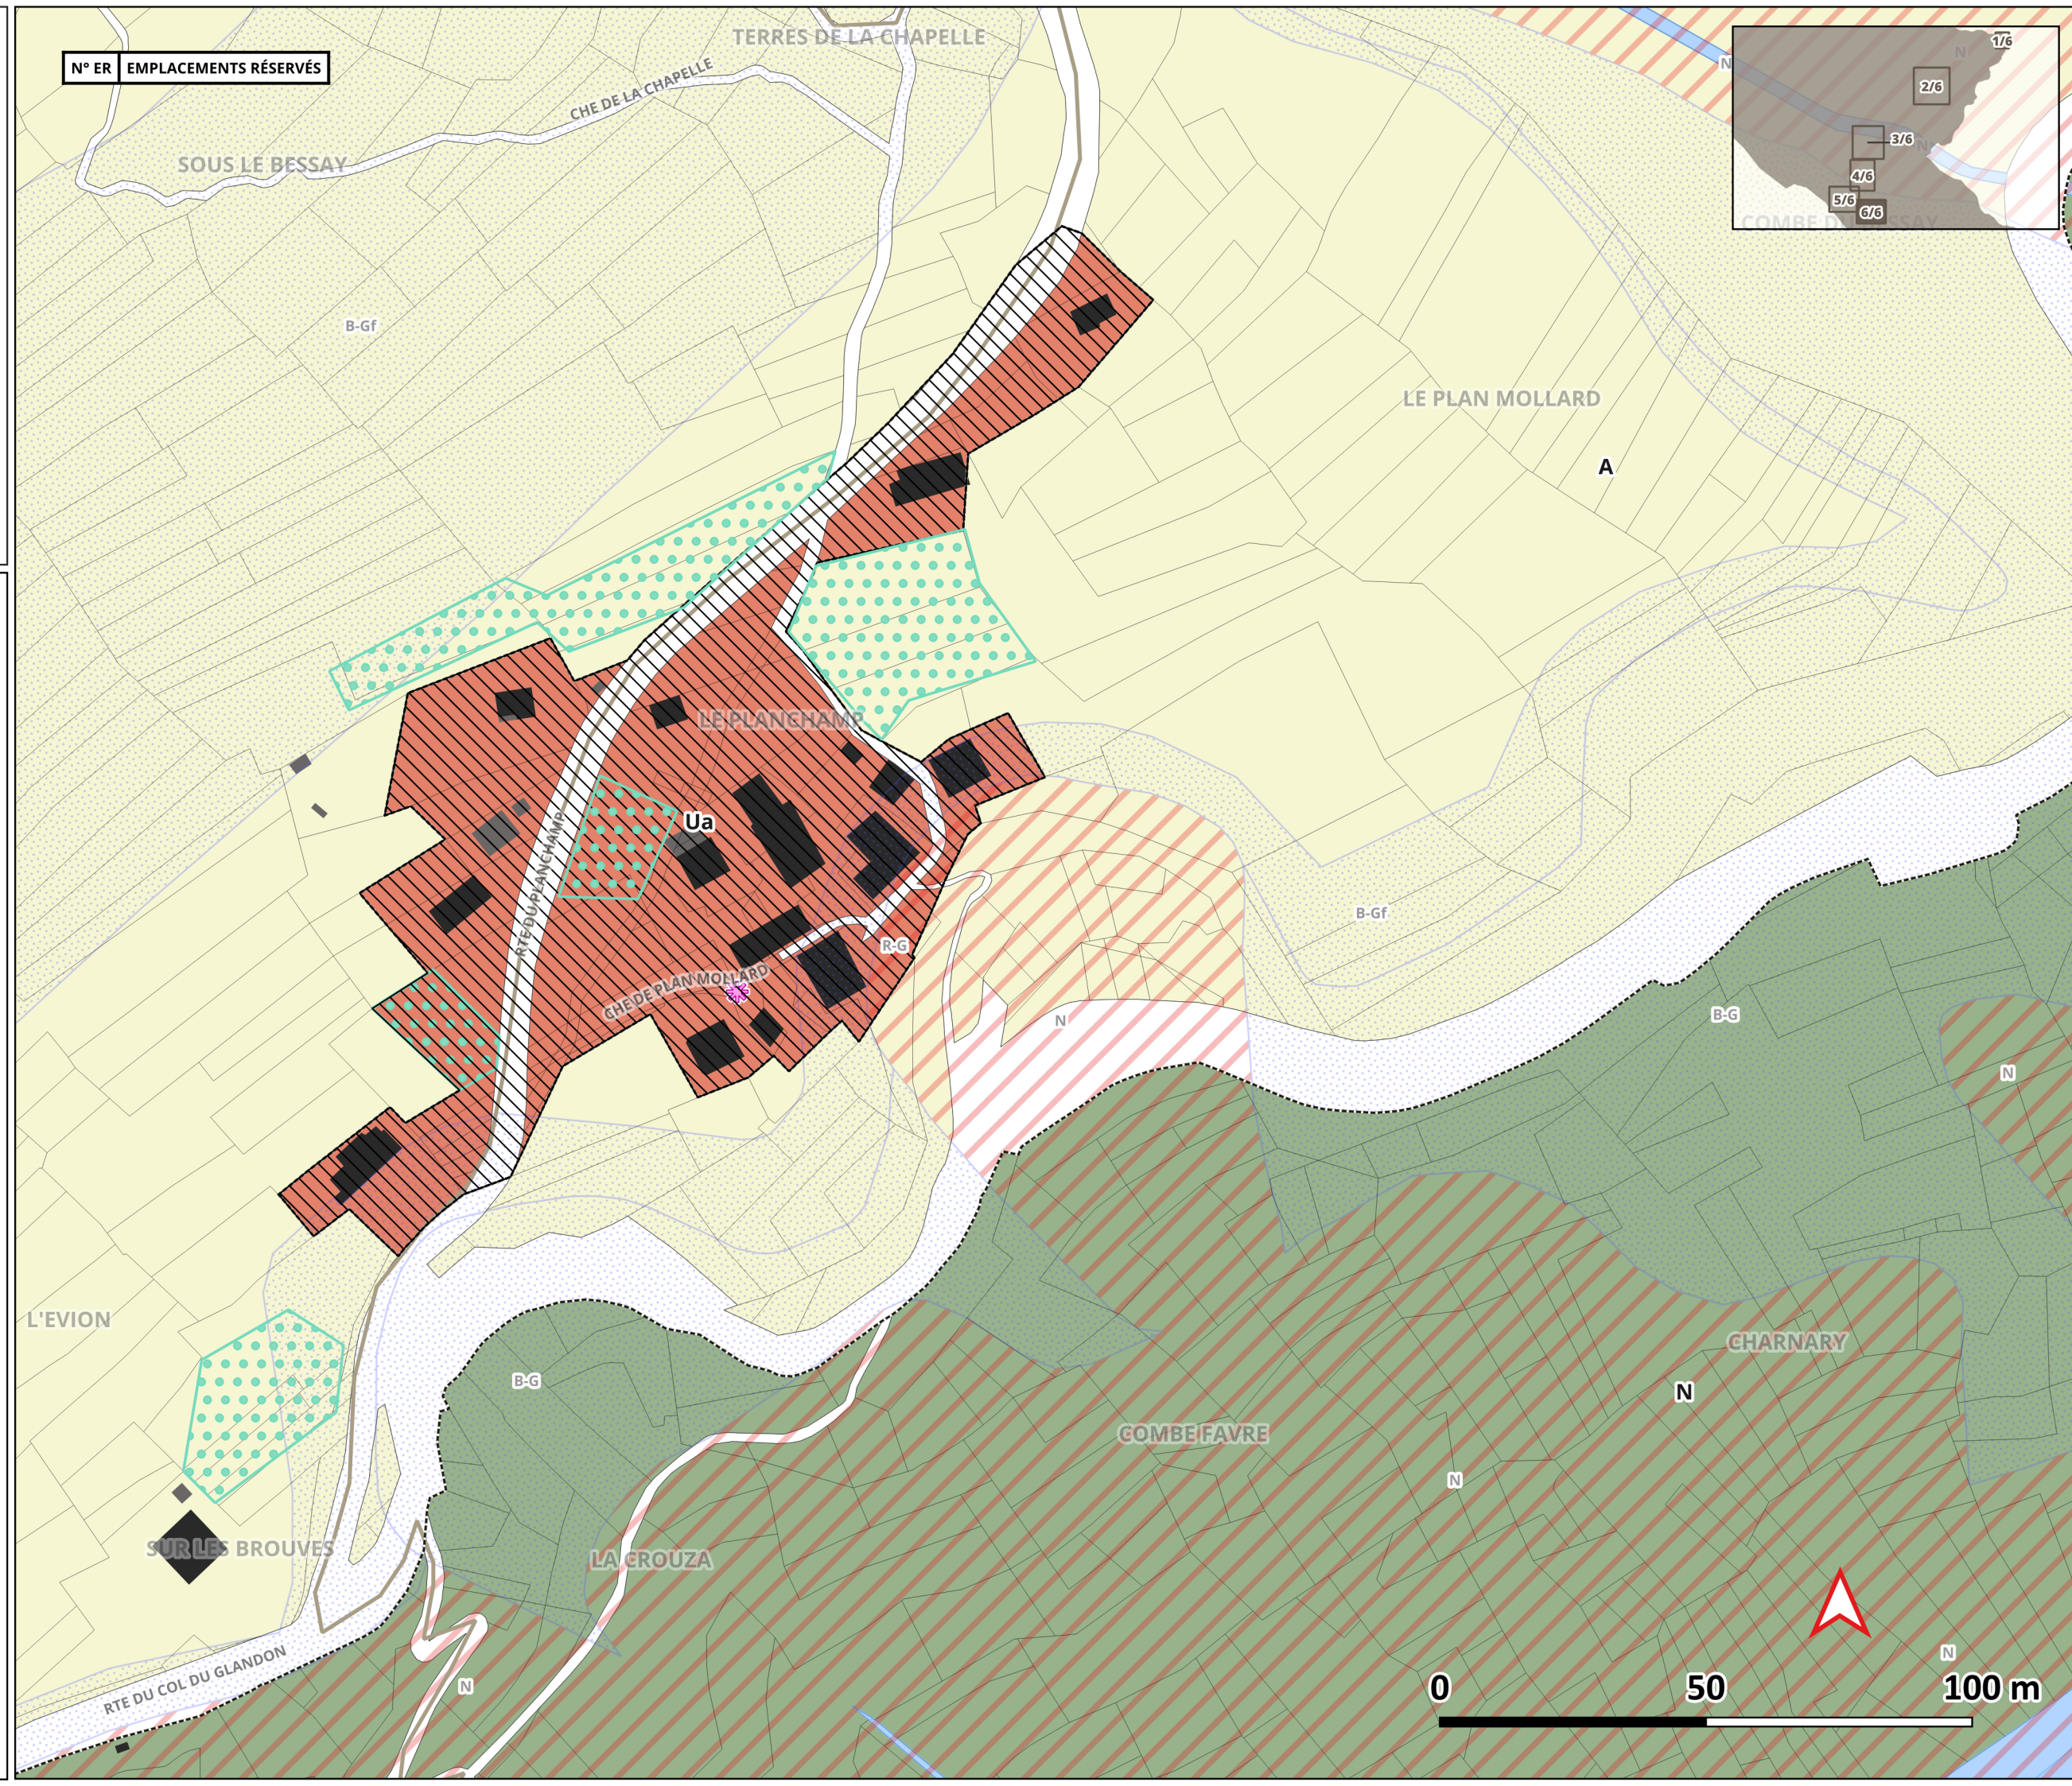 TERRES DE LA CHAPELLE
N° ER EMPLACEMENTS RÉSERVÉS
CHE DE LA CHAPELLE
SOUS LE BESSAY
N
N
1/6
2/6
3/6
N
4/6
5/6
6/6
COMBE DU BESSAY
B-Gf
LE PLAN MOLLARD
A
LE PLANCHAMP
Ua
RTE DU PLANCHAMP
B-Gf
R-G
CHE DE PLAN MOLLARD
N
B-G
N
L'EVION
CHARNARY
B-G
N
COMBE FAVRE
N
SUR LES BROUVES
LA CROUZA
RTE DU COL DU GLANDON
N
N
0 50 100 m